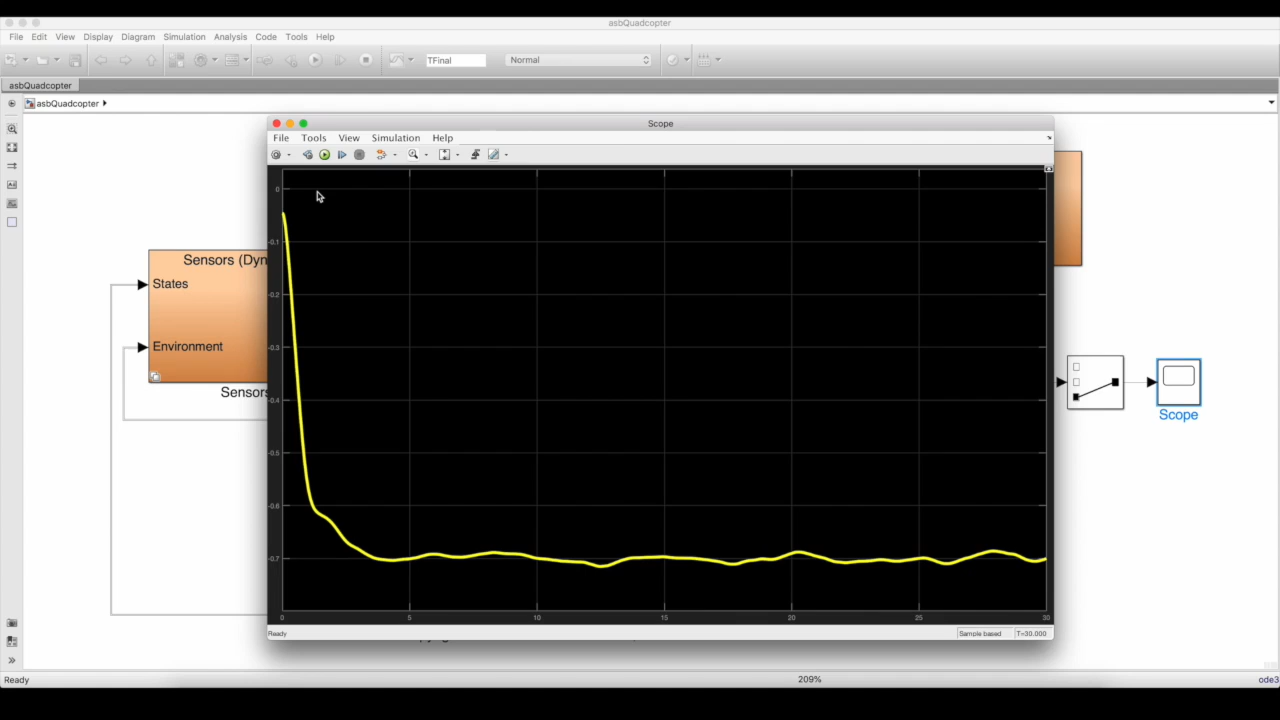 asbQuadcopter
File Edit View Display Diagram Simulation Analysis Code Tools Help
TFinal Normal
asbQuadcopter
asbQuadcopter
Scope
File Tools View Simulation Help
0
-0.1
-0.2
-0.3
-0.4
-0.5
-0.6
-0.7
0 5 10 15 20 25 30
Ready Sample based T=30.000
Sensors (Dyn
States
Environment
Sensors
Scope
Ready 209% ode3